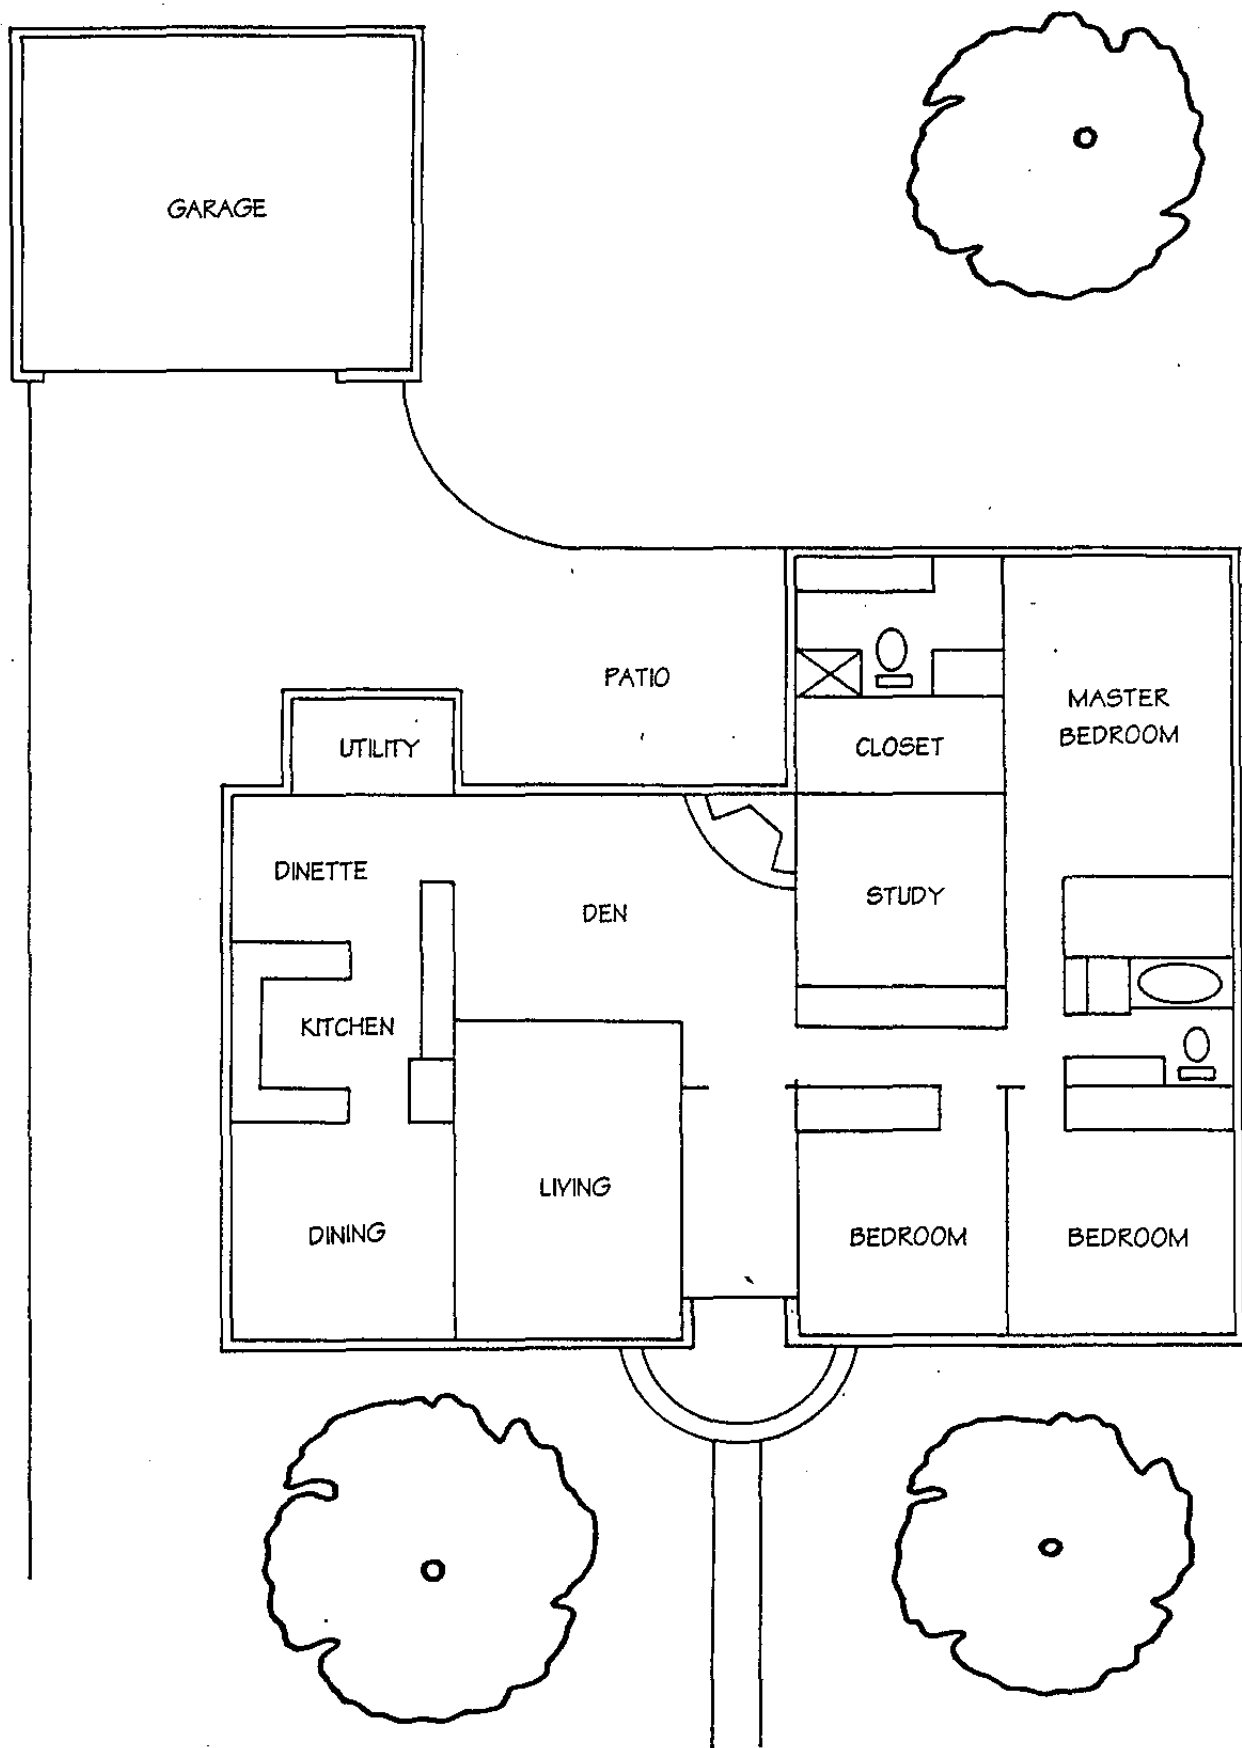 GARAGE
PATIO
MASTER
BEDROOM
UTILITY
CLOSET
DINETTE
STUDY
DEN
KITCHEN
LIVING
DINING
BEDROOM
BEDROOM